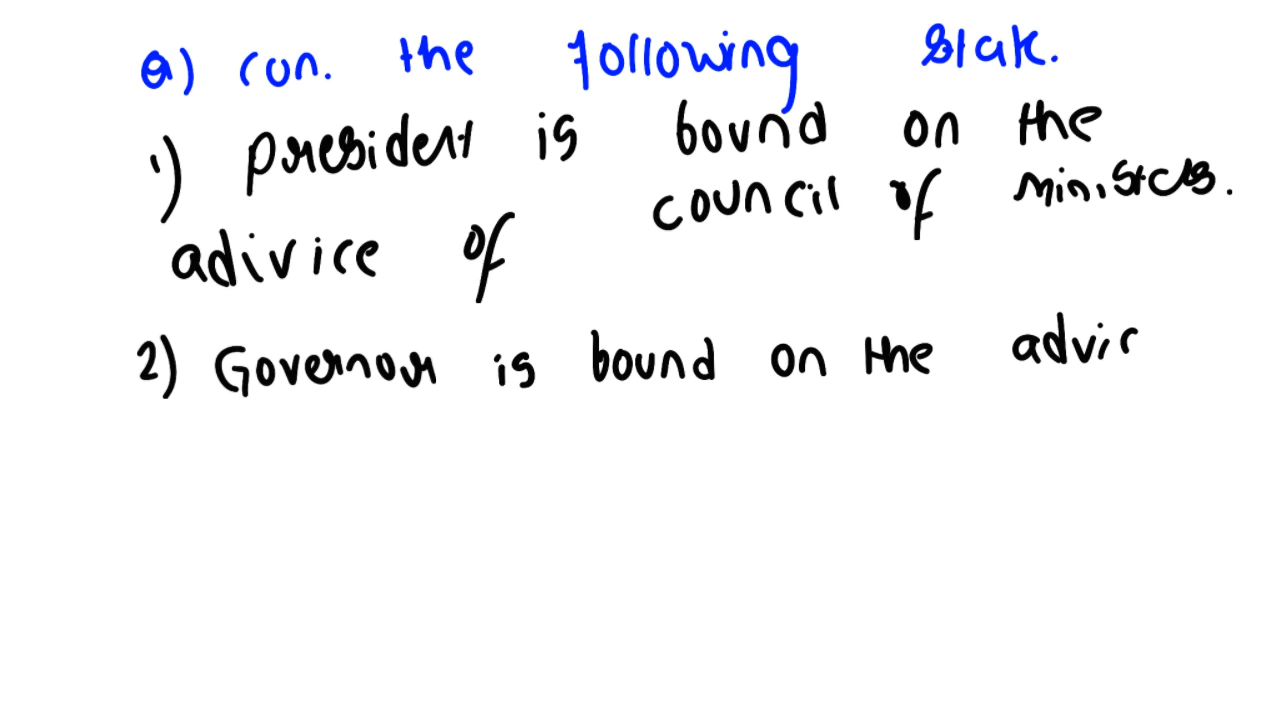 Q) con. the following state.
1) president is bound on the
adivice of council of ministers.
2) Governor is bound on the advic